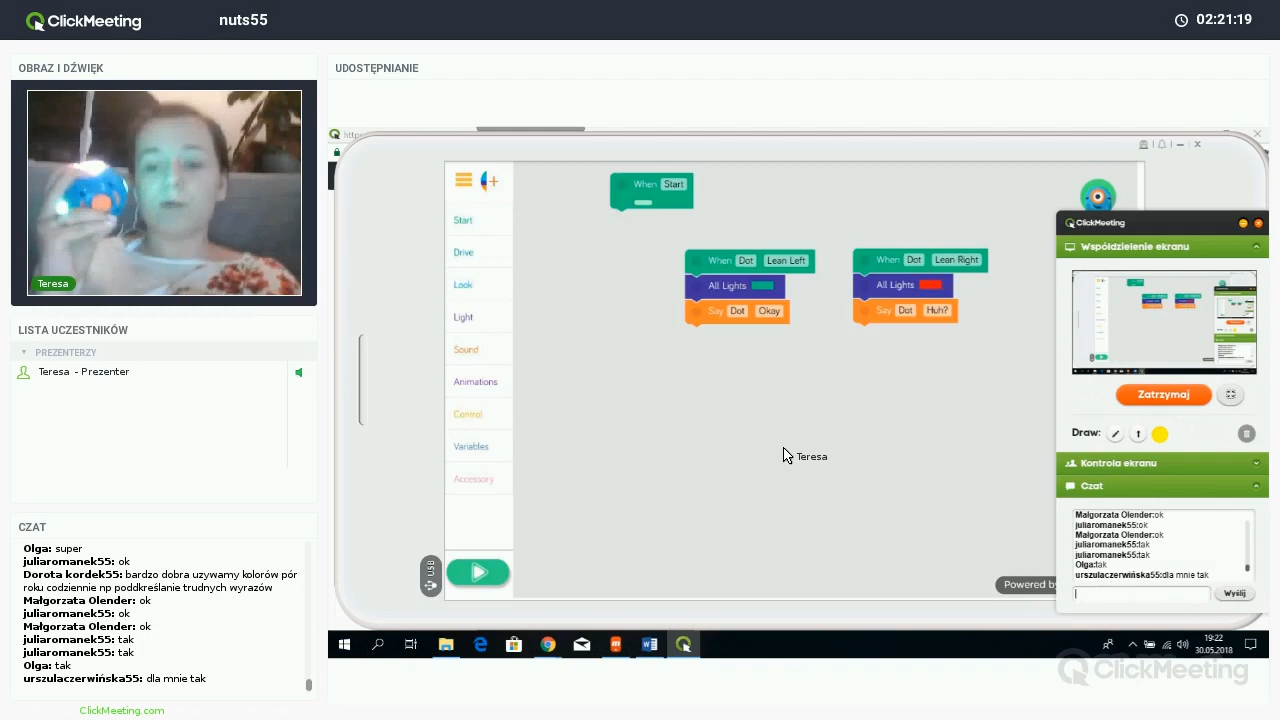 ClickMeeting
nuts55
02:21:19
OBRAZ I DŹWIĘK
Teresa
LISTA UCZESTNIKÓW
PREZENTERZY
Teresa - Prezenter
CZAT
Olga: super
juliaromanek55: ok
Dorota kordek55: bardzo dobra uzywamy kolorów pór
roku codziennie np poddkreślanie trudnych wyrazów
Małgorzata Olender: ok
juliaromanek55: ok
Małgorzata Olender: ok
juliaromanek55: tak
juliaromanek55: tak
Olga: tak
urszulaczerwińska55: dla mnie tak
ClickMeeting.com
UDOSTĘPNIANIE
Start
Drive
Look
Light
Sound
Animations
Control
Variables
Accessory
USB
When Start
When Dot Lean Left
All Lights
Say Dot Okay
When Dot Lean Right
All Lights
Say Dot Huh?
Teresa
Powered by
ClickMeeting
Współdzielenie ekranu
Zatrzymaj
Draw:
Kontrola ekranu
Czat
Małgorzata Olender:ok
juliaromanek55:ok
Małgorzata Olender:ok
juliaromanek55:tak
juliaromanek55:tak
Olga:tak
urszulaczerwińska55:dla mnie tak
Wyślij
19:22
30.05.2018
ClickMeeting